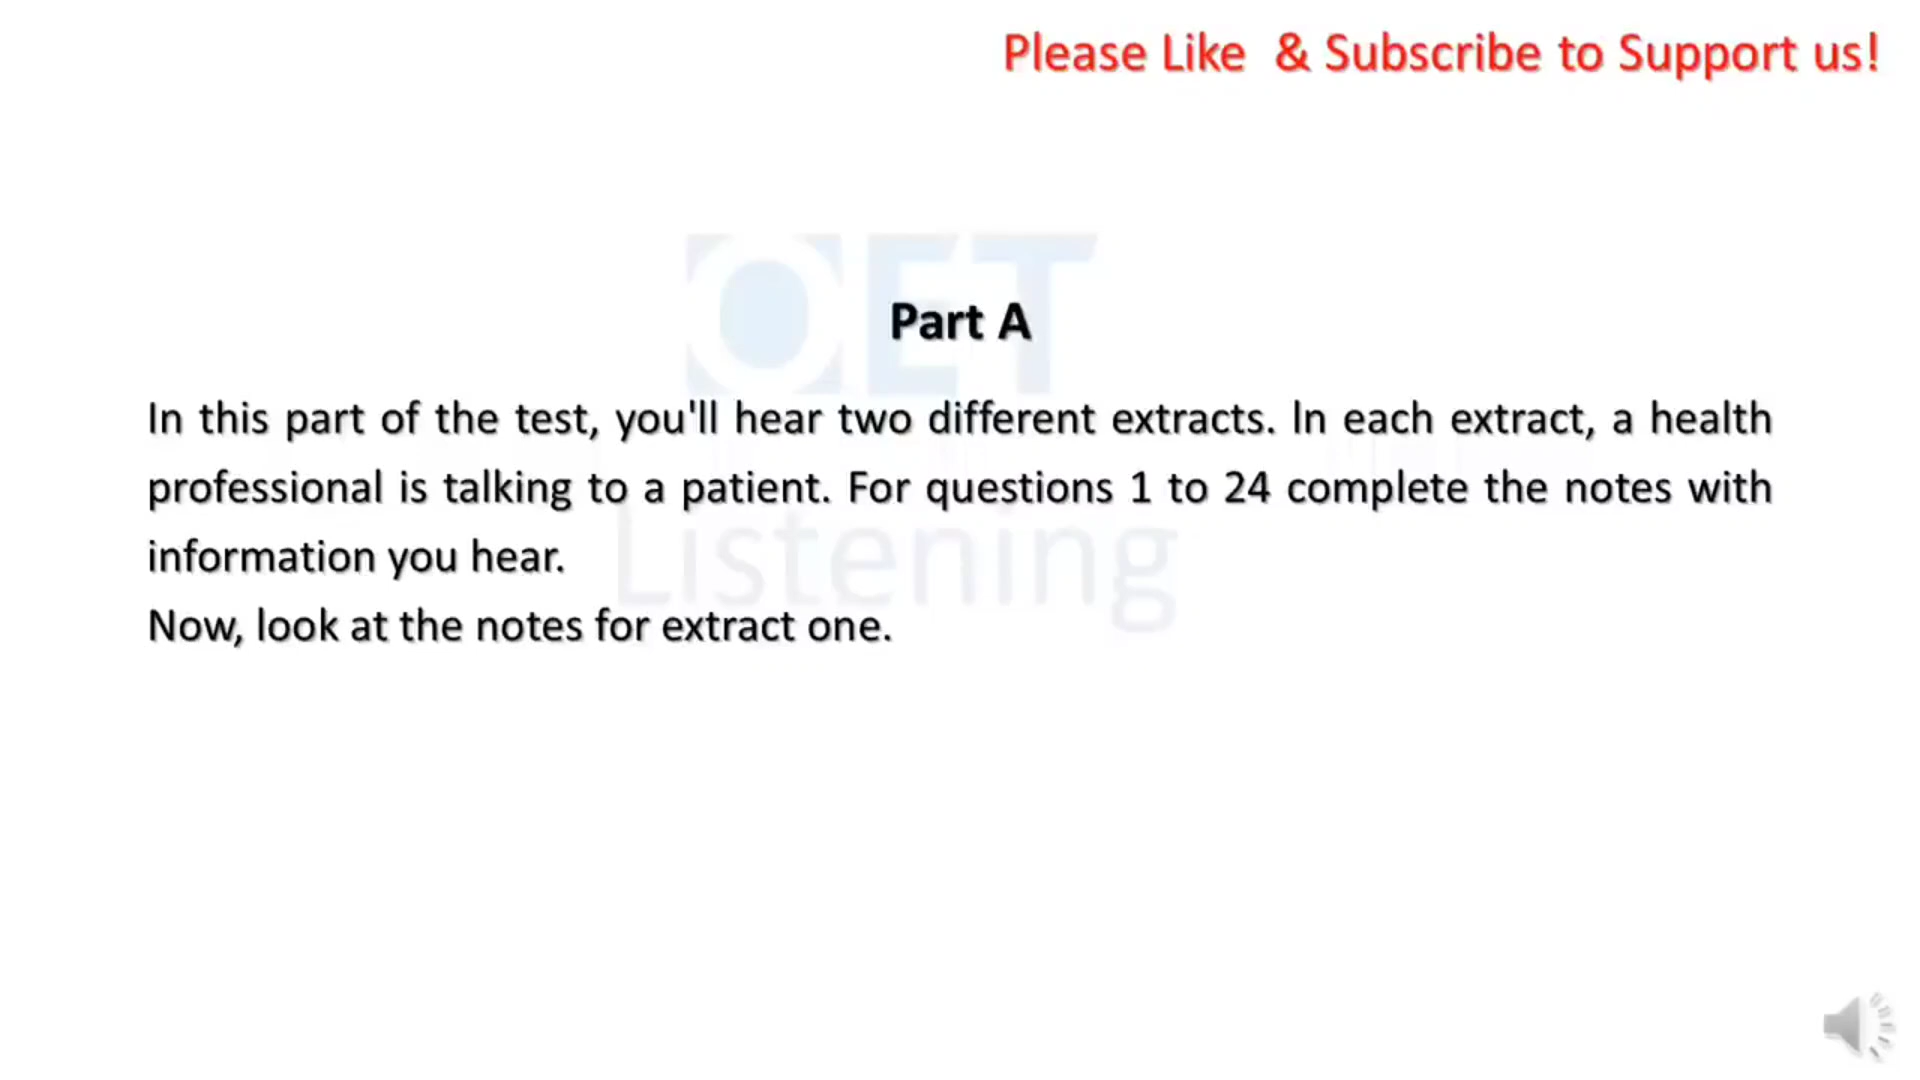 Please Like & Subscribe to Support us!
OET
Part A
In this part of the test, you'll hear two different extracts. In each extract, a health
professional is talking to a patient. For questions 1 to 24 complete the notes with
information you hear.
Listening
Now, look at the notes for extract one.